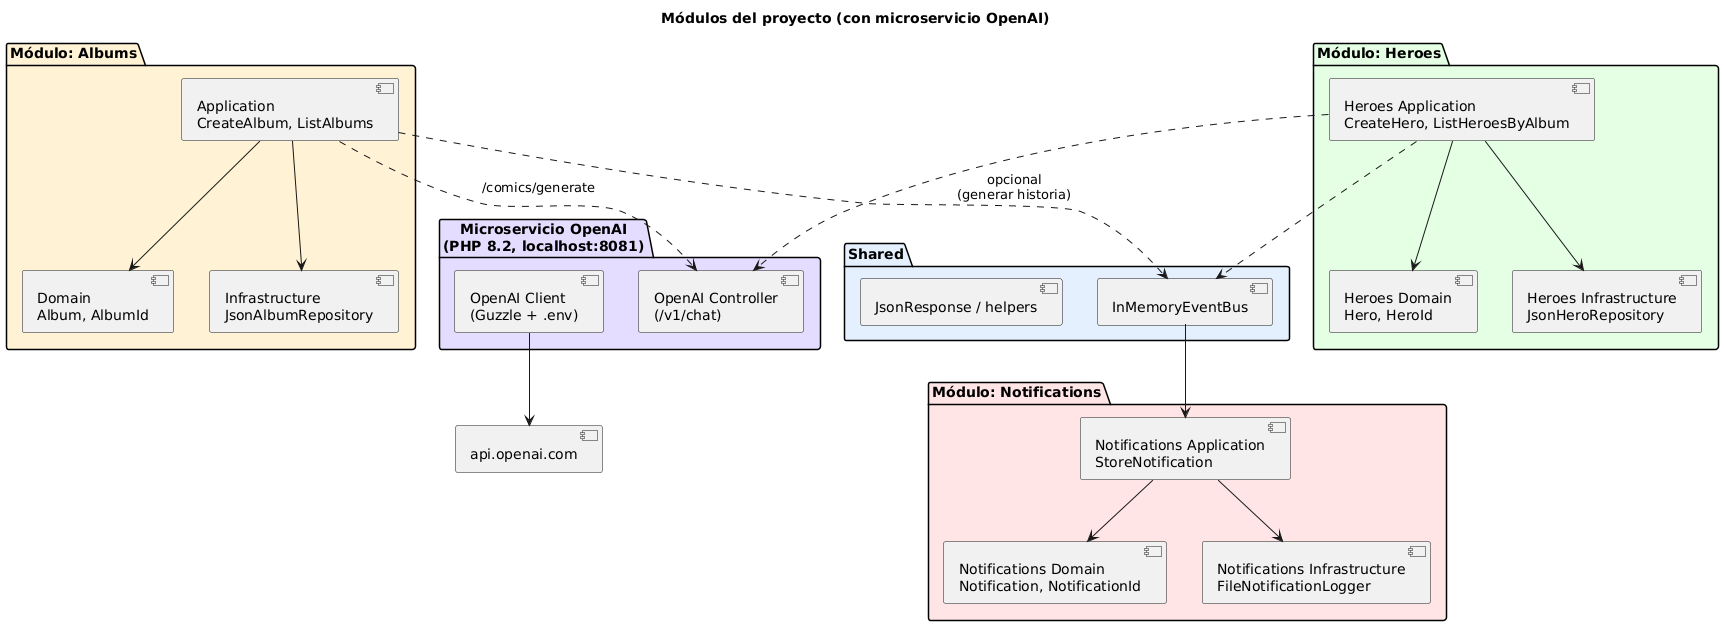 Módulos del proyecto (con microservicio OpenAI)
Módulo: Albums
Application
CreateAlbum, ListAlbums
Domain
Album, AlbumId
Infrastructure
JsonAlbumRepository
/comics/generate
opcional
(generar historia)
Microservicio OpenAI
(PHP 8.2, localhost:8081)
OpenAI Client
(Guzzle + .env)
OpenAI Controller
(/v1/chat)
api.openai.com
Shared
JsonResponse / helpers
InMemoryEventBus
Módulo: Heroes
Heroes Application
CreateHero, ListHeroesByAlbum
Heroes Domain
Hero, HeroId
Heroes Infrastructure
JsonHeroRepository
Módulo: Notifications
Notifications Application
StoreNotification
Notifications Domain
Notification, NotificationId
Notifications Infrastructure
FileNotificationLogger